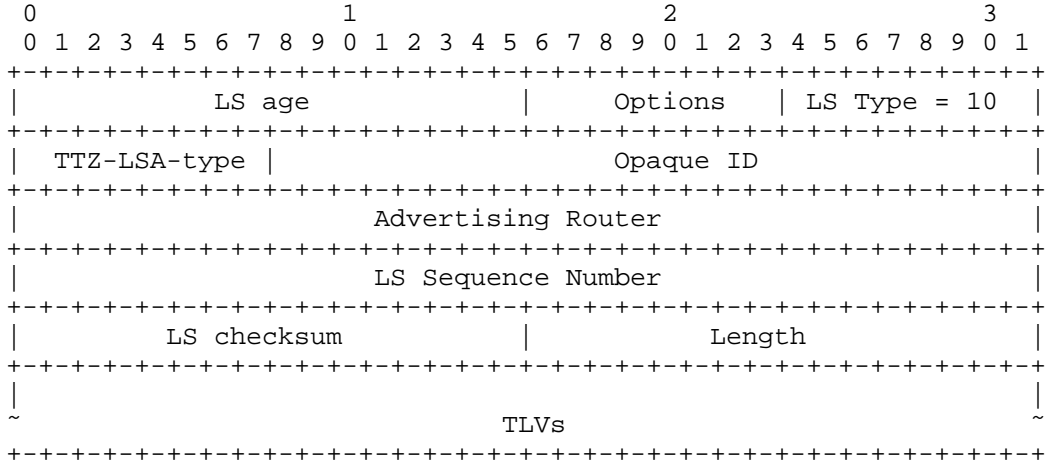 0                   1                   2                   3
 0 1 2 3 4 5 6 7 8 9 0 1 2 3 4 5 6 7 8 9 0 1 2 3 4 5 6 7 8 9 0 1
+-+-+-+-+-+-+-+-+-+-+-+-+-+-+-+-+-+-+-+-+-+-+-+-+-+-+-+-+-+-+-+-+
|            LS age             |     Options   | LS Type = 10  |
+-+-+-+-+-+-+-+-+-+-+-+-+-+-+-+-+-+-+-+-+-+-+-+-+-+-+-+-+-+-+-+-+
|  TTZ-LSA-type |                     Opaque ID                 |
+-+-+-+-+-+-+-+-+-+-+-+-+-+-+-+-+-+-+-+-+-+-+-+-+-+-+-+-+-+-+-+-+
|                      Advertising Router                       |
+-+-+-+-+-+-+-+-+-+-+-+-+-+-+-+-+-+-+-+-+-+-+-+-+-+-+-+-+-+-+-+-+
|                      LS Sequence Number                       |
+-+-+-+-+-+-+-+-+-+-+-+-+-+-+-+-+-+-+-+-+-+-+-+-+-+-+-+-+-+-+-+-+
|         LS checksum           |           Length              |
+-+-+-+-+-+-+-+-+-+-+-+-+-+-+-+-+-+-+-+-+-+-+-+-+-+-+-+-+-+-+-+-+
|                                                               |
~                              TLVs                             ~
+-+-+-+-+-+-+-+-+-+-+-+-+-+-+-+-+-+-+-+-+-+-+-+-+-+-+-+-+-+-+-+-+